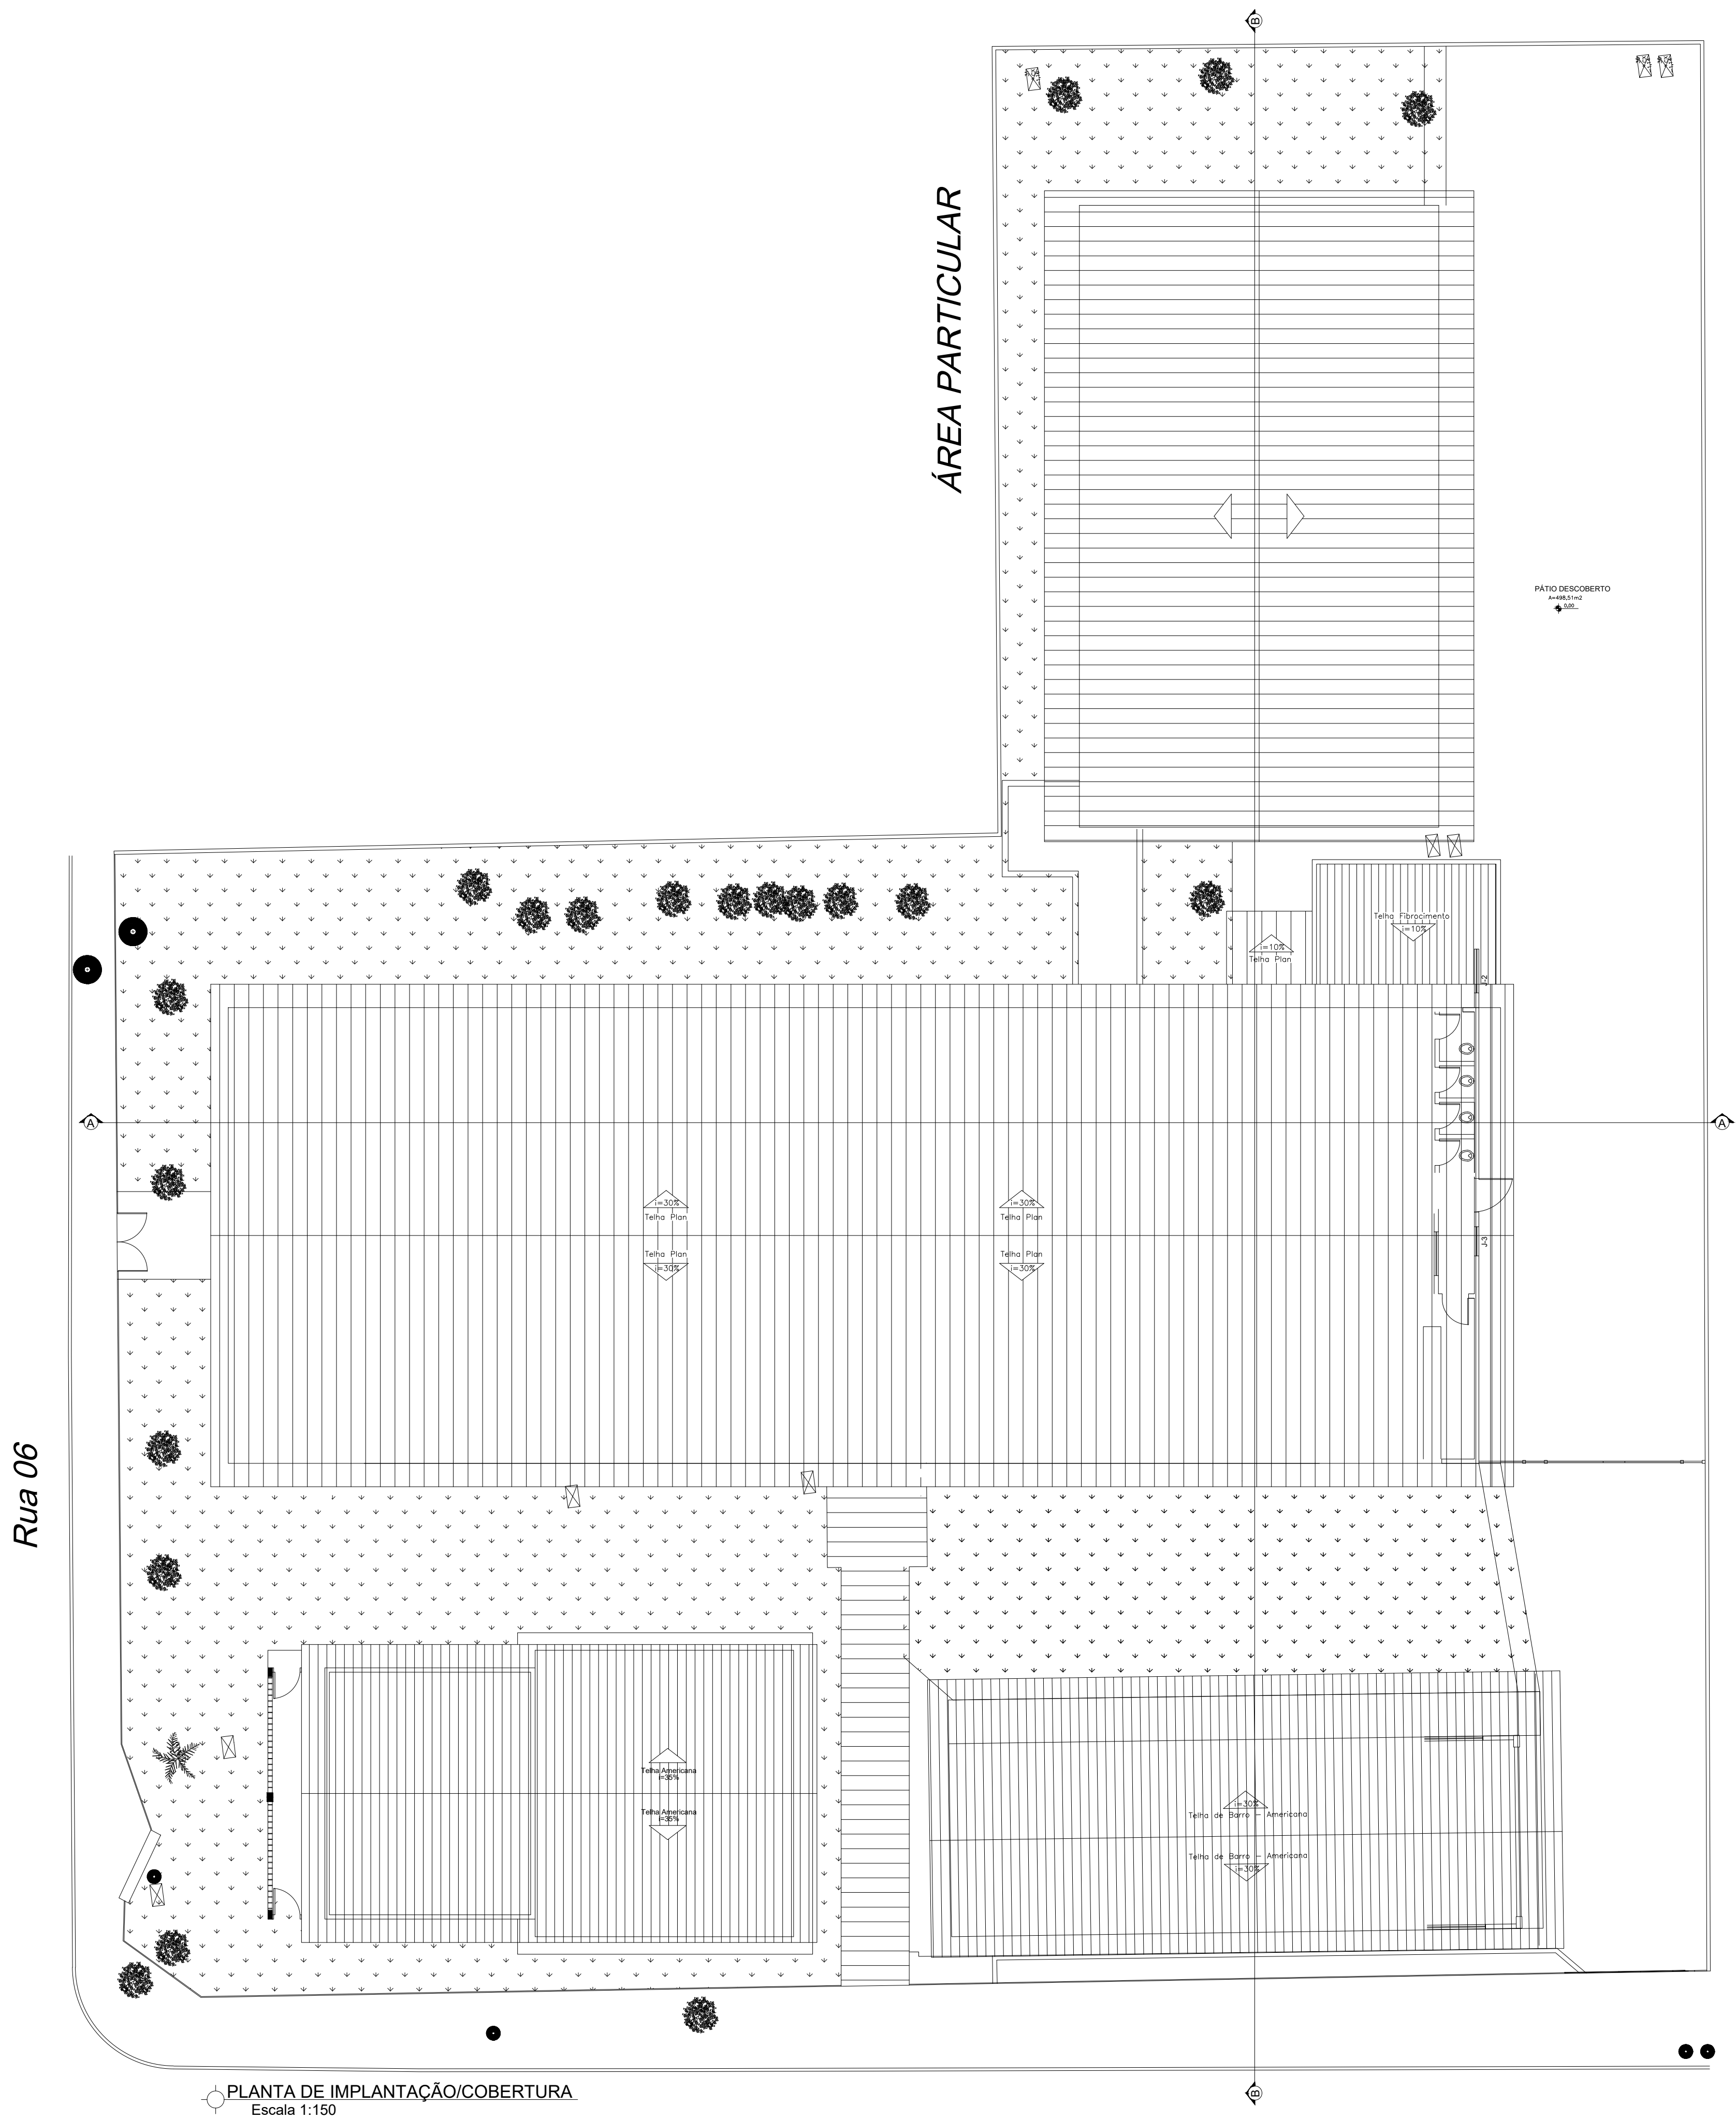 B
ÁREA PARTICULAR
PÁTIO DESCOBERTO
A=498,51m2
0,00
Telha Fibrocimento
i=10%
i=10%
Telha Plan
J-2
A
A
i=30%
Telha Plan
Telha Plan
i=30%
i=30%
Telha Plan
Telha Plan
i=30%
J-3
Rua 06
Telha Americana
i=35%
Telha Americana
i=35%
i=30%
Telha de Barro - Americana
Telha de Barro - Americana
i=30%
B
PLANTA DE IMPLANTAÇÃO/COBERTURA
Escala 1:150